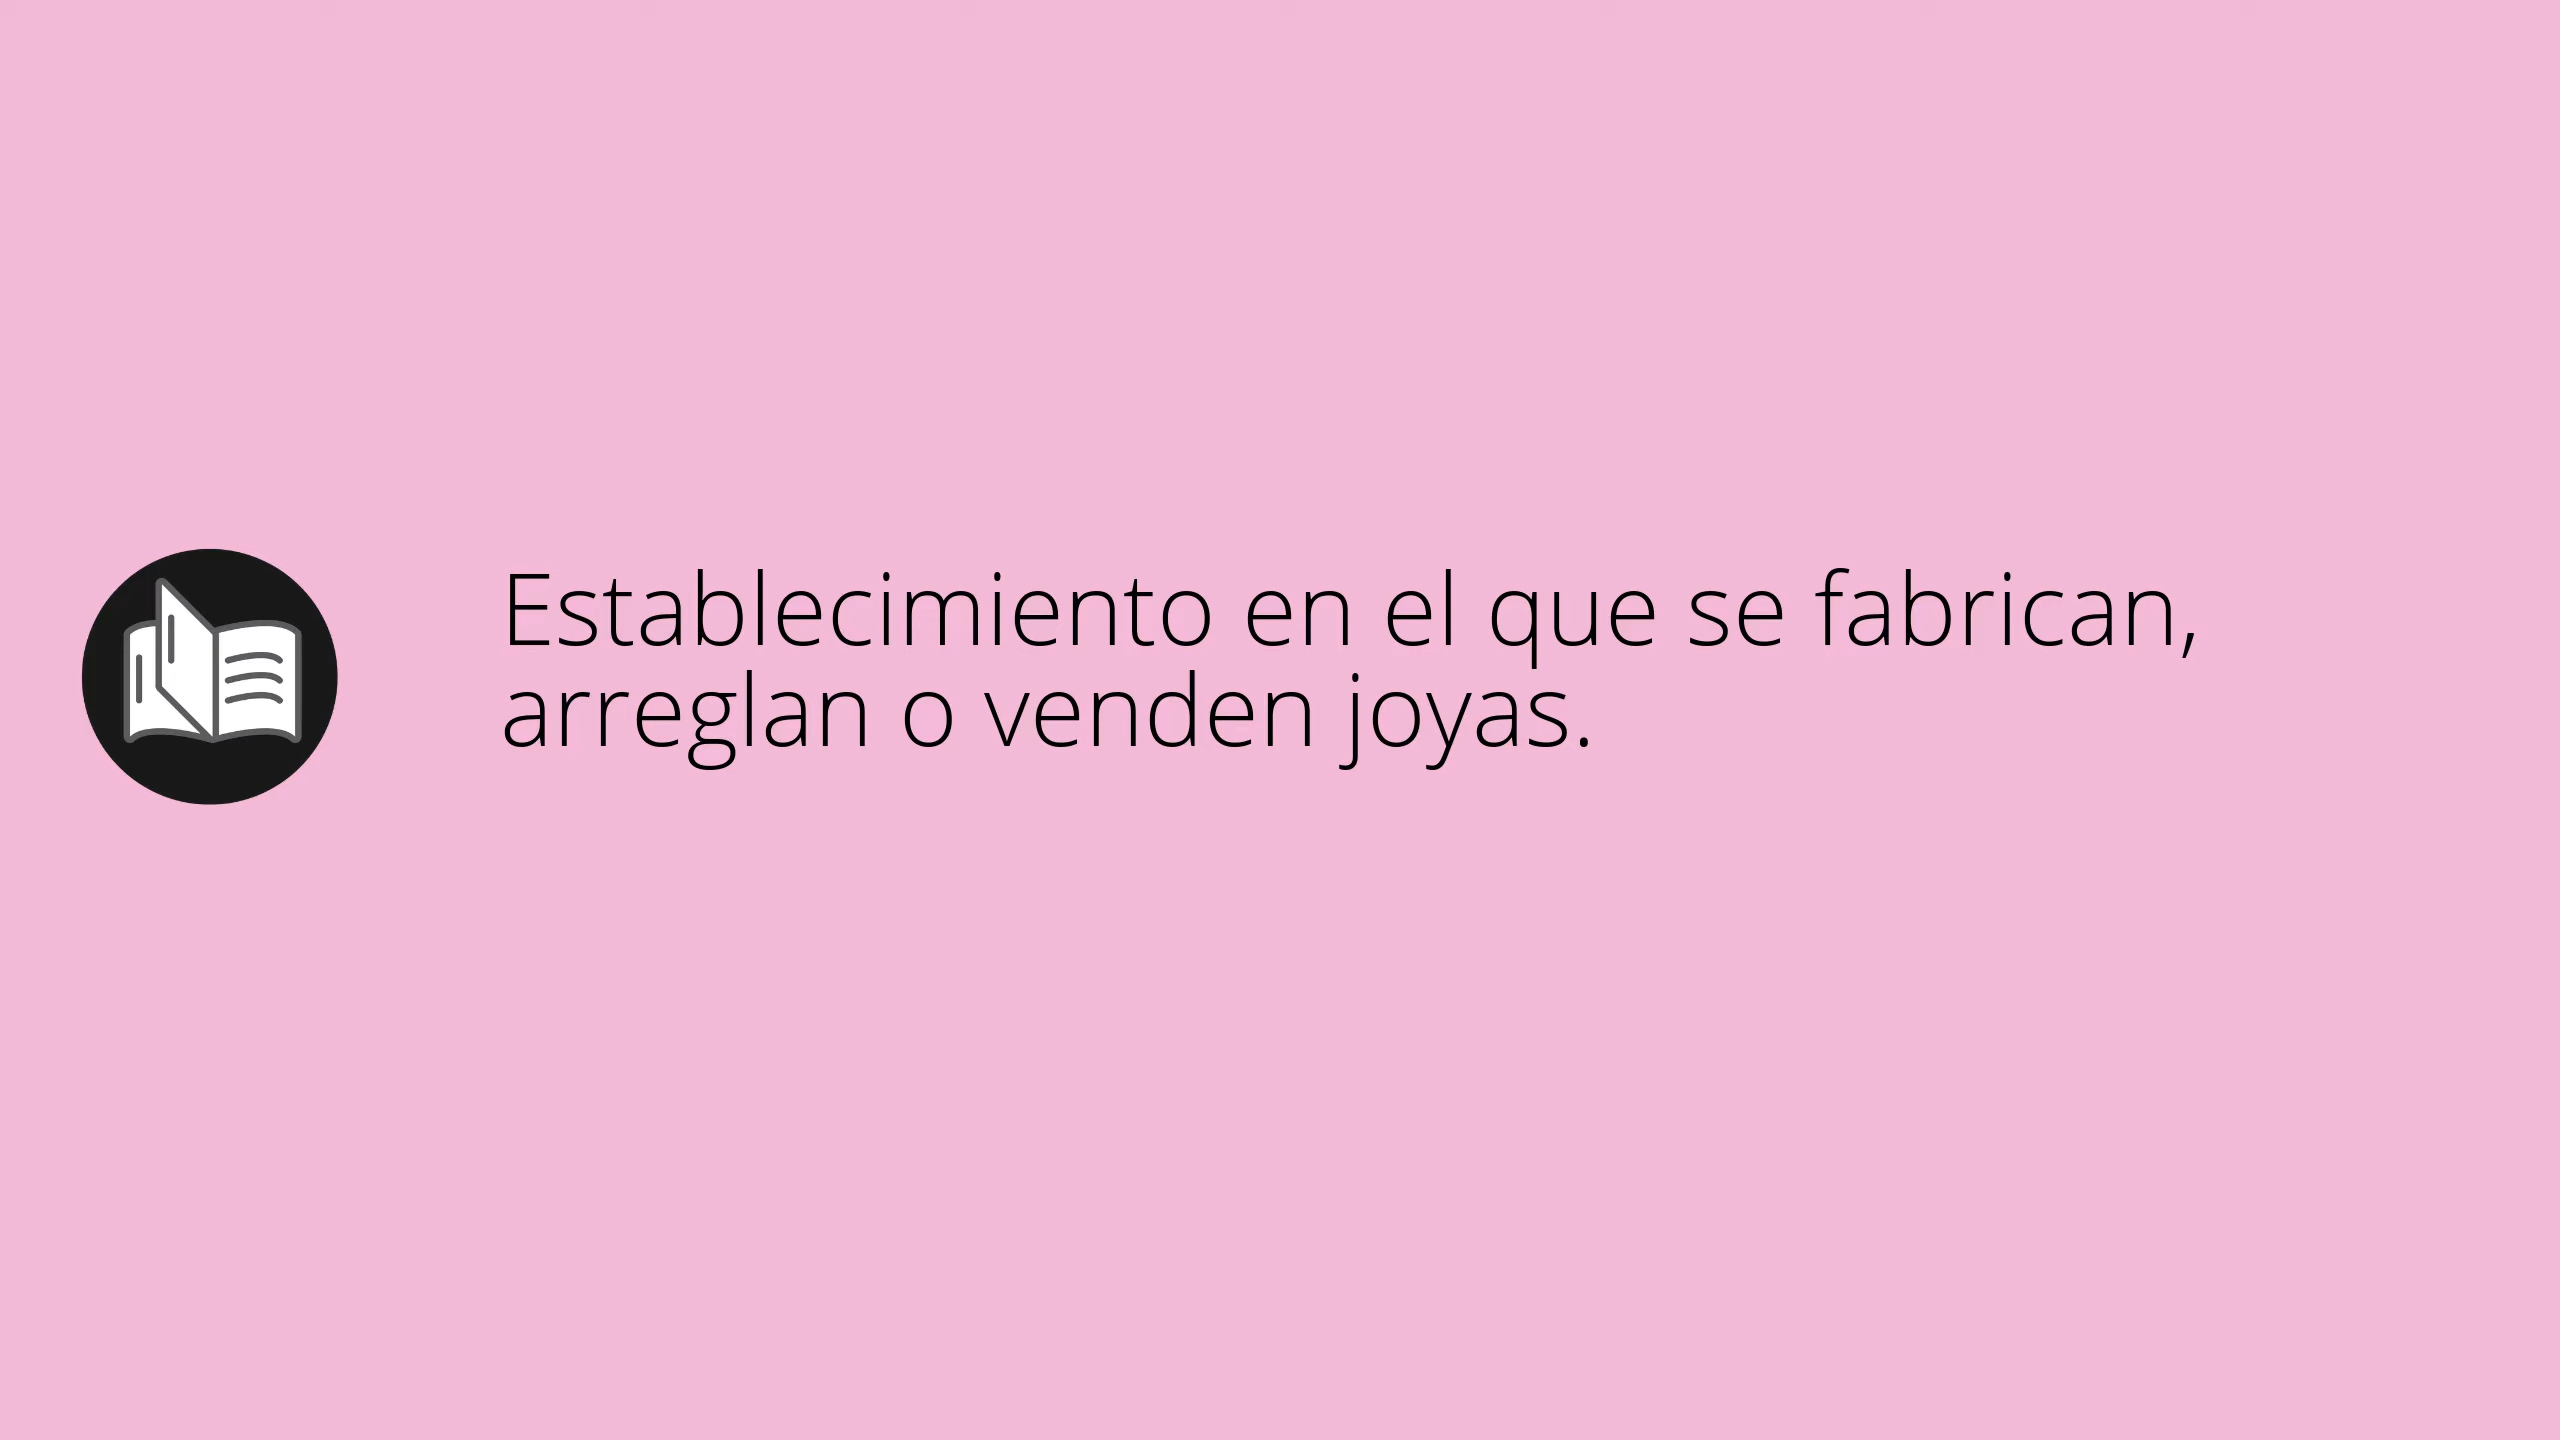 Establecimiento en el que se fabrican,
arreglan o venden joyas.